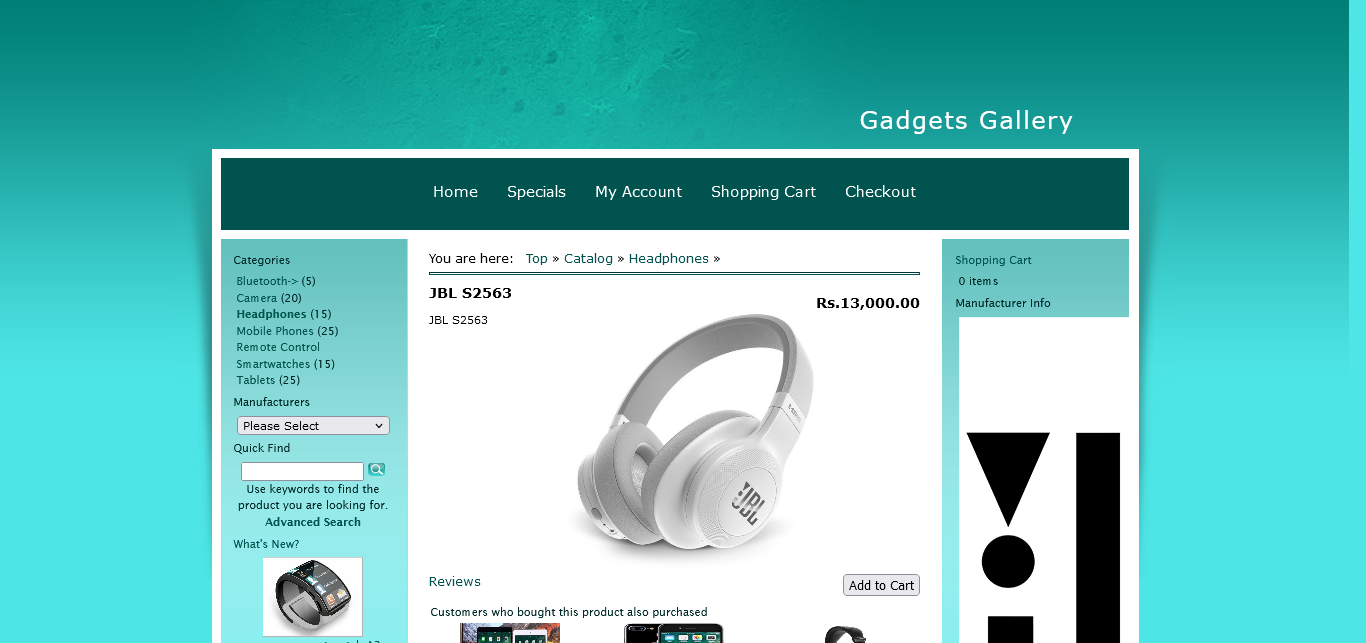 Gadgets Gallery
Home Specials My Account Shopping Cart Checkout
Categories
Bluetooth-> (5)
Camera (20)
Headphones (15)
Mobile Phones (25)
Remote Control
Smartwatches (15)
Tablets (25)
Manufacturers
Please Select
Quick Find
Use keywords to find the
product you are looking for.
Advanced Search
What's New?
You are here: Top » Catalog » Headphones »
JBL S2563
Rs.13,000.00
JBL S2563
JBL
Reviews
Add to Cart
Customers who bought this product also purchased
Shopping Cart
0 items
Manufacturer Info